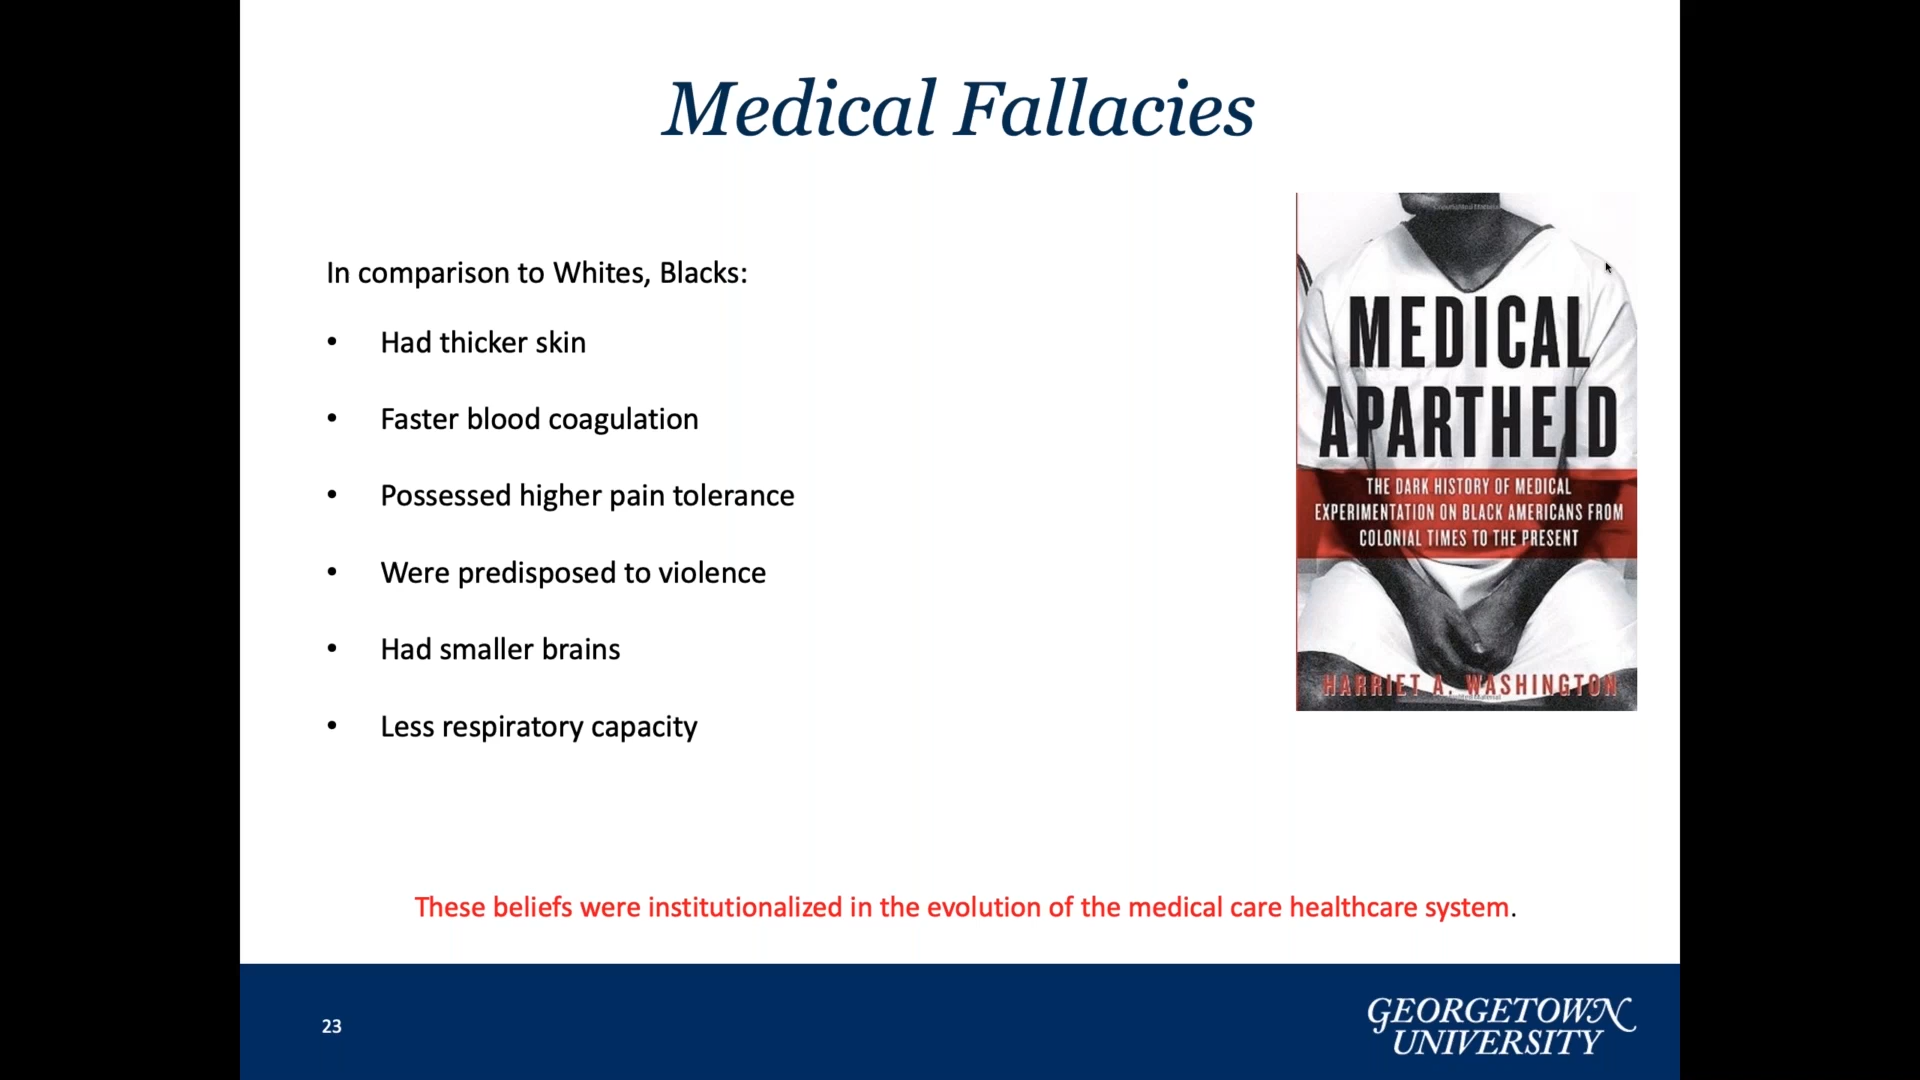 Medical Fallacies
In comparison to Whites, Blacks:
• Had thicker skin
• Faster blood coagulation
• Possessed higher pain tolerance
• Were predisposed to violence
• Had smaller brains
• Less respiratory capacity
Copyrighted Material
MEDICAL
APARTHEID
THE DARK HISTORY OF MEDICAL
EXPERIMENTATION ON BLACK AMERICANS FROM
COLONIAL TIMES TO THE PRESENT
HARRIET A. WASHINGTON
These beliefs were institutionalized in the evolution of the medical care healthcare system.
23
GEORGETOWN
UNIVERSITY